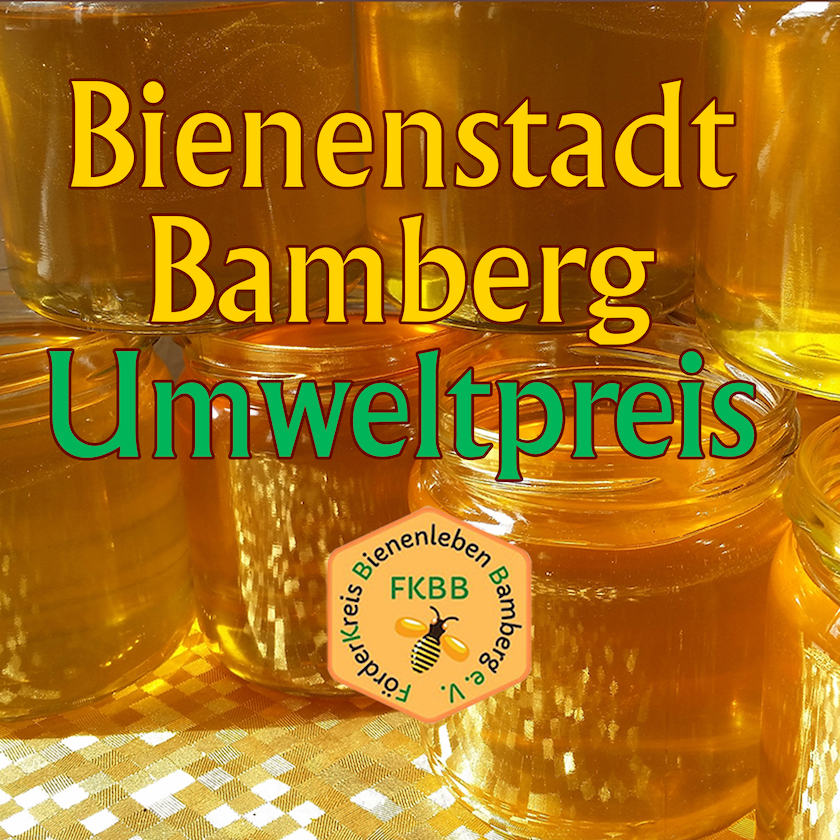 Bienenstadt
Bamberg
Umweltpreis
FörderKreis Bienenleben Bamberg e.V.
FKBB